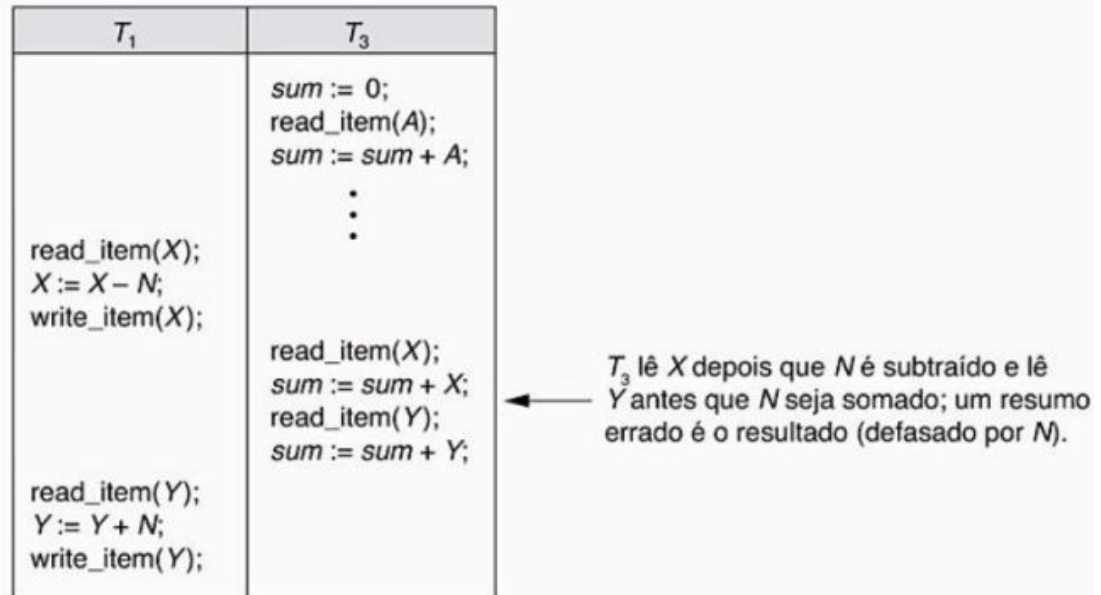 T₁ T₃
sum := 0;
read_item(A);
sum := sum + A;
read_item(X);
X := X – N;
write_item(X);
read_item(X);
sum := sum + X;
read_item(Y);
sum := sum + Y;
T₃ lê X depois que N é subtraído e lê
Y antes que N seja somado; um resumo
errado é o resultado (defasado por N).
read_item(Y);
Y := Y + N;
write_item(Y);